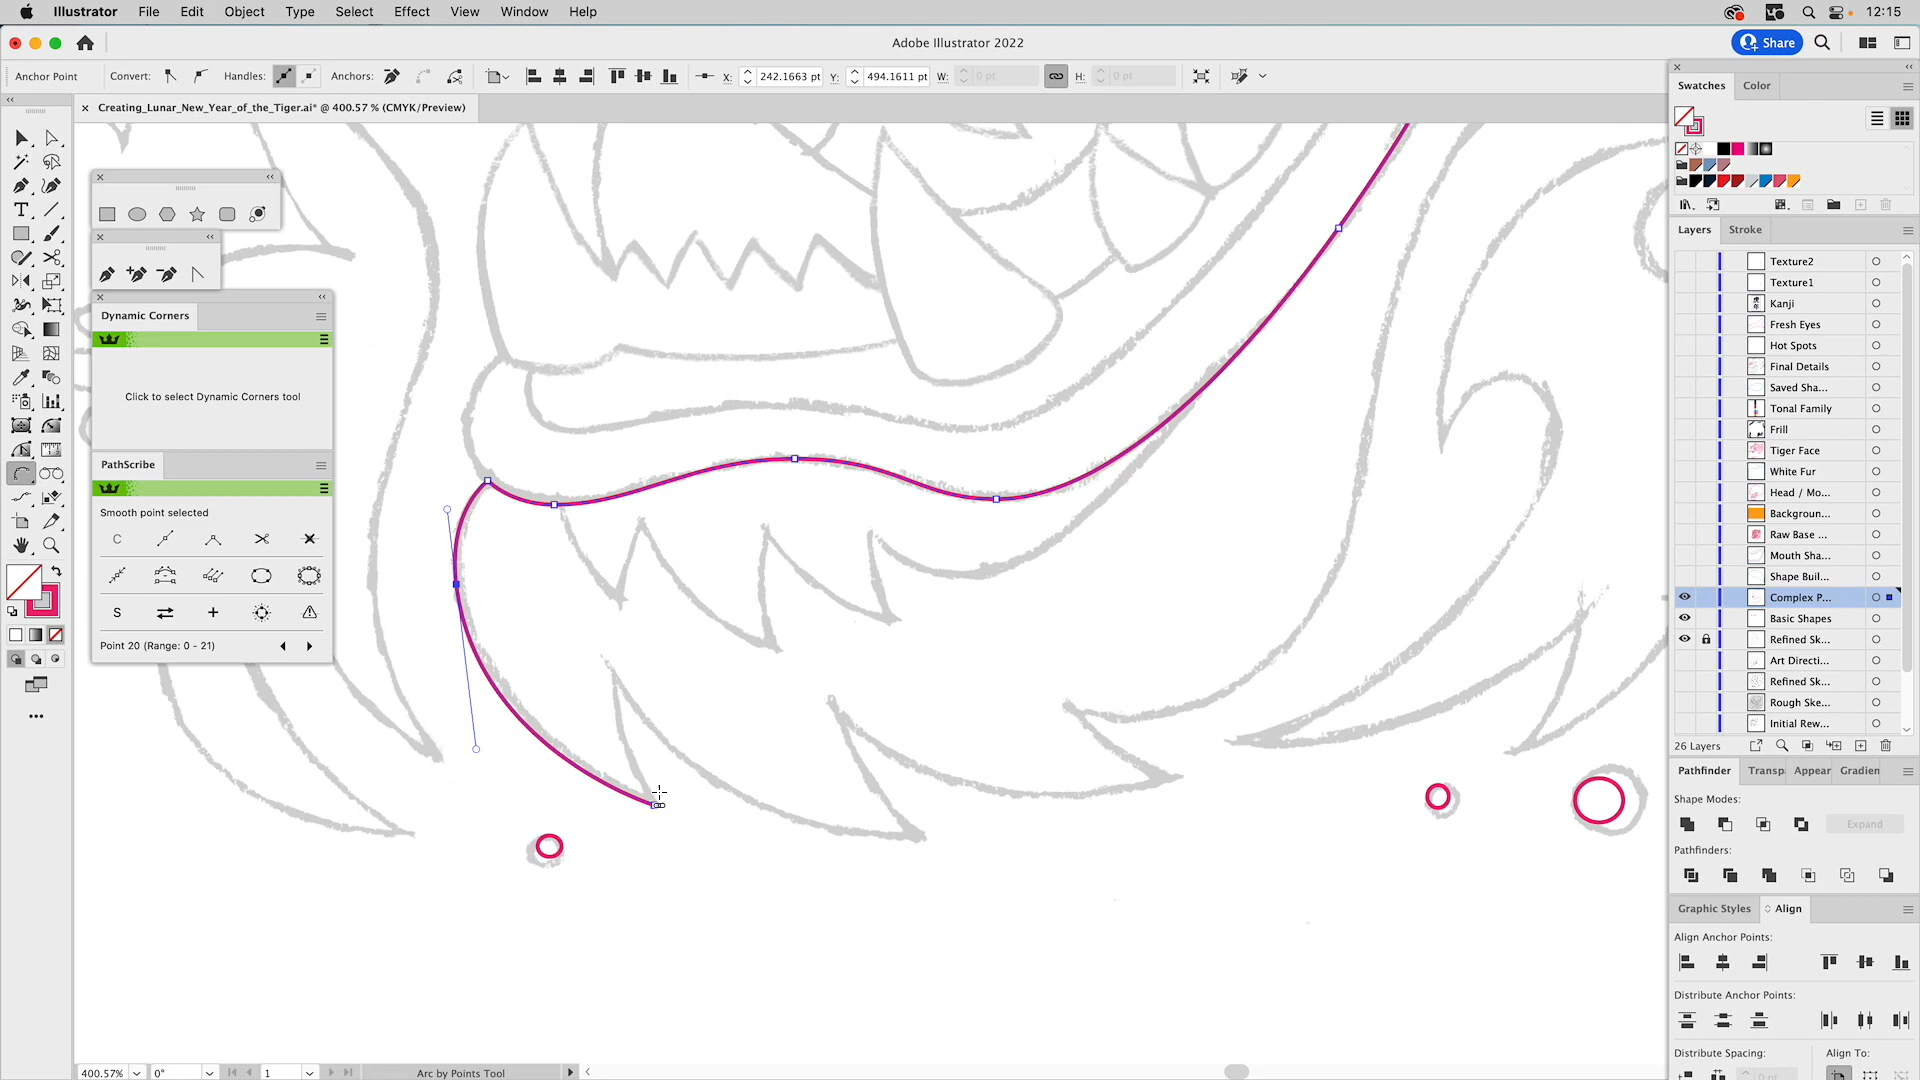 Illustrator File Edit Object Type Select Effect View Window Help 12:15
Adobe Illustrator 2022 Share
Anchor Point Convert: Handles: Anchors: X: 242.1663 pt Y: 494.1611 pt W: 0 pt H: 0 pt
Creating_Lunar_New_Year_of_the_Tiger.ai* @ 400.57 % (CMYK/Preview)
Dynamic Corners
Click to select Dynamic Corners tool
PathScribe
Smooth point selected
C
S
Point 20 (Range: 0 - 21)
Swatches Color
Layers Stroke
Texture2
Texture1
Kanji
Fresh Eyes
Hot Spots
Final Details
Saved Sha...
Tonal Family
Frill
Tiger Face
White Fur
Head / Mo...
Backgroun...
Raw Base ...
Mouth Sha...
Shape Buil...
Complex P...
Basic Shapes
Refined Sk...
Art Directi...
Refined Sk...
Rough Ske...
Initial Rew...
26 Layers
Pathfinder Transp Appear Gradien
Shape Modes:
Expand
Pathfinders:
Graphic Styles Align
Align Anchor Points:
Distribute Anchor Points:
Distribute Spacing: Align To:
0 pt
400.57% 0° 1 Arc by Points Tool